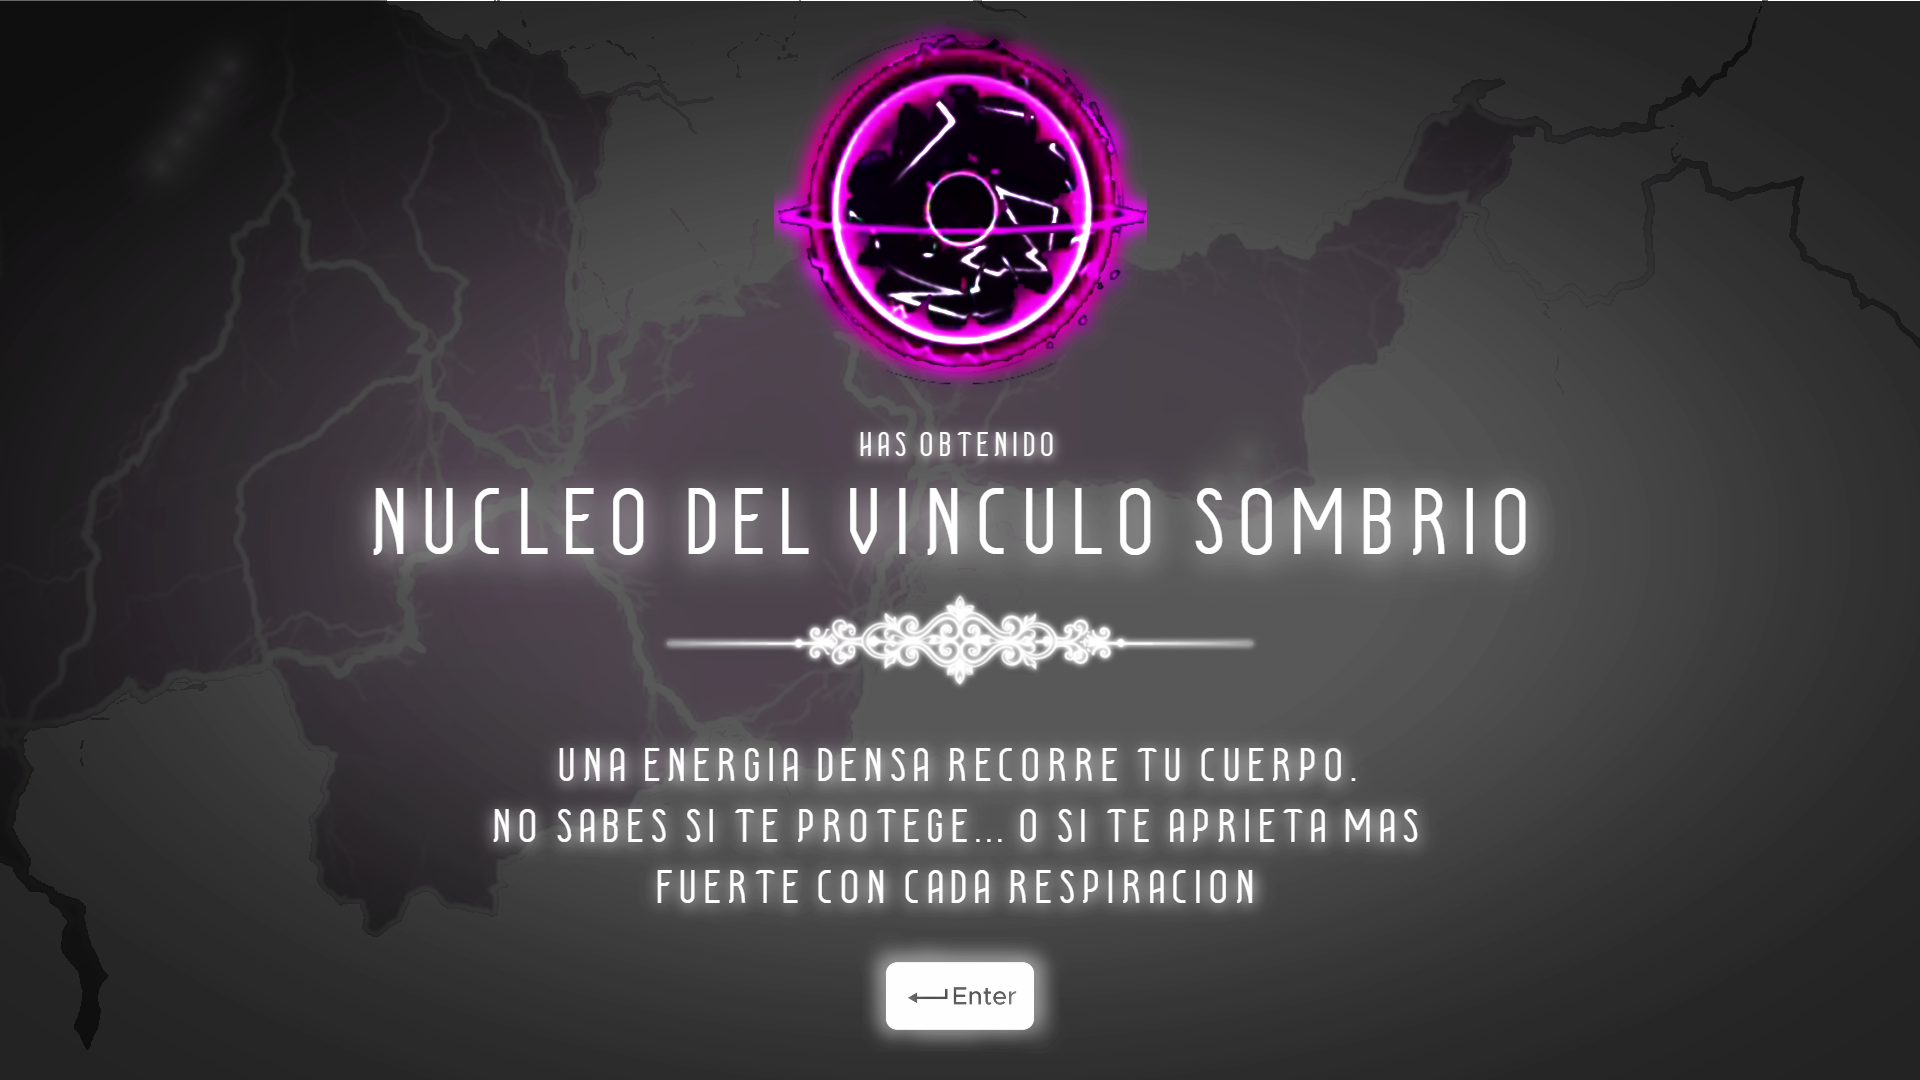 HAS OBTENIDO
NUCLEO DEL VINCULO SOMBRIO
UNA ENERGIA DENSA RECORRE TU CUERPO.
NO SABES SI TE PROTEGE... O SI TE APRIETA MAS
FUERTE CON CADA RESPIRACION
Enter